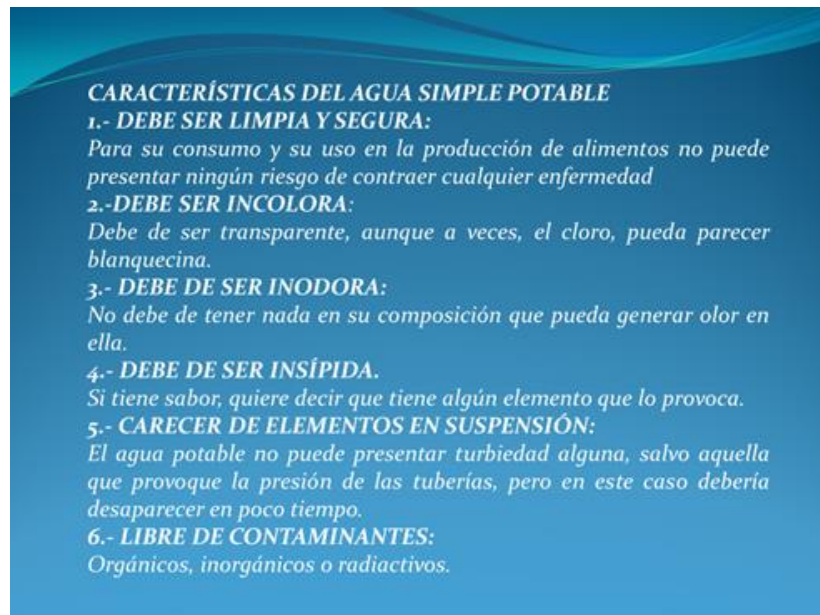 CARACTERÍSTICAS DEL AGUA SIMPLE POTABLE
1.- DEBE SER LIMPIA Y SEGURA:
Para su consumo y su uso en la producción de alimentos no puede
presentar ningún riesgo de contraer cualquier enfermedad
2.-DEBE SER INCOLORA:
Debe de ser transparente, aunque a veces, el cloro, pueda parecer
blanquecina.
3.- DEBE DE SER INODORA:
No debe de tener nada en su composición que pueda generar olor en
ella.
4.- DEBE DE SER INSÍPIDA.
Si tiene sabor, quiere decir que tiene algún elemento que lo provoca.
5.- CARECER DE ELEMENTOS EN SUSPENSIÓN:
El agua potable no puede presentar turbiedad alguna, salvo aquella
que provoque la presión de las tuberías, pero en este caso debería
desaparecer en poco tiempo.
6.- LIBRE DE CONTAMINANTES:
Orgánicos, inorgánicos o radiactivos.